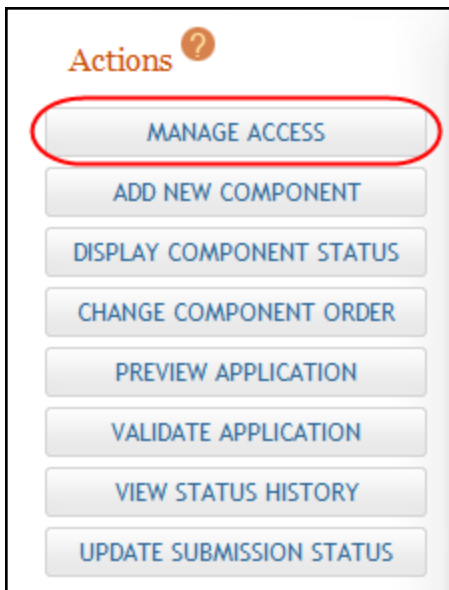 Actions ?
MANAGE ACCESS
ADD NEW COMPONENT
DISPLAY COMPONENT STATUS
CHANGE COMPONENT ORDER
PREVIEW APPLICATION
VALIDATE APPLICATION
VIEW STATUS HISTORY
UPDATE SUBMISSION STATUS